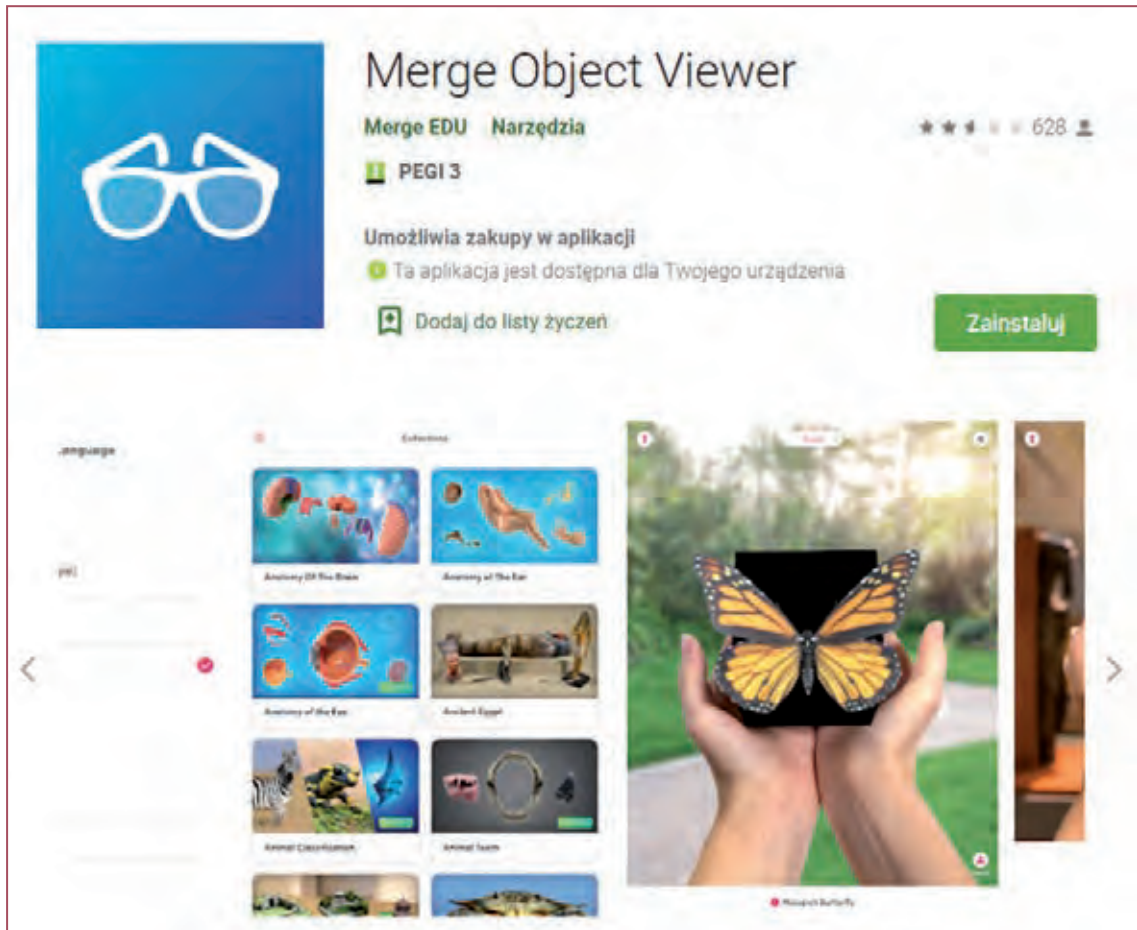 Merge Object Viewer
Merge EDU Narzędzia
628
PEGI 3
Umożliwia zakupy w aplikacji
Ta aplikacja jest dostępna dla Twojego urządzenia
Dodaj do listy życzeń
Zainstaluj
Language
Collections
Anatomy Of The Brain
Anatomy of The Ear
Anatomy of the Eye
Ancient Egypt
Animal Classification
Animal Teeth
Monarch Butterfly